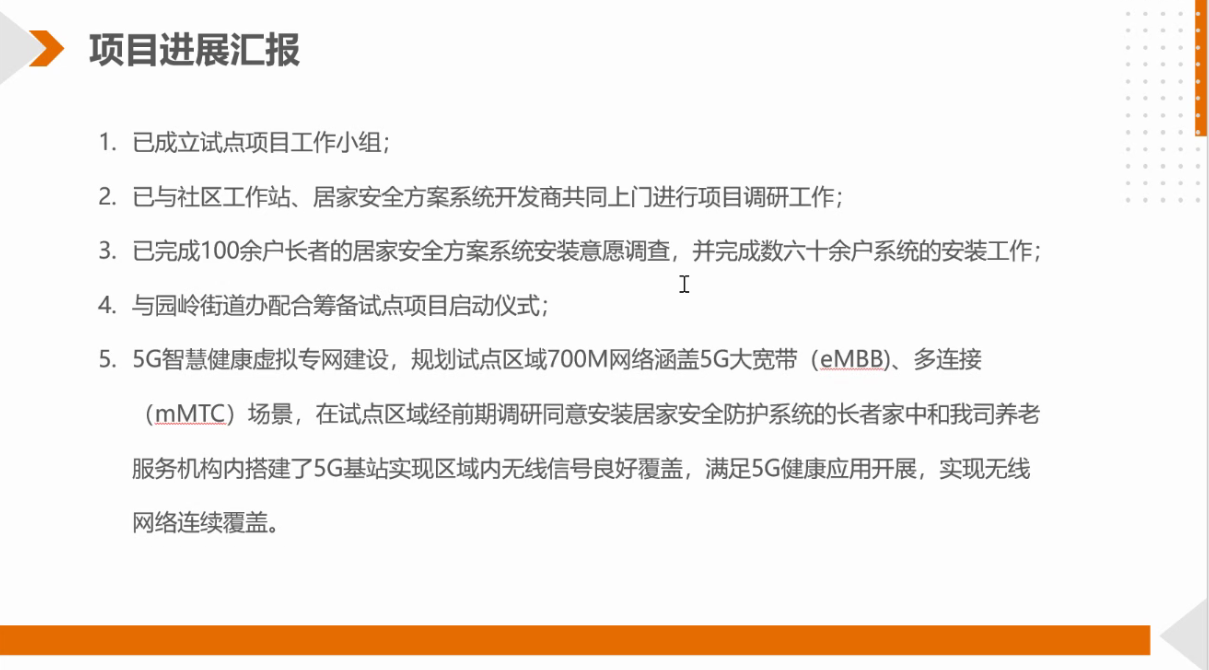 项目进展汇报
1. 已成立试点项目工作小组；
2. 已与社区工作站、居家安全方案系统开发商共同上门进行项目调研工作；
3. 已完成100余户长者的居家安全方案系统安装意愿调查，并完成数六十余户系统的安装工作；
4. 与园岭街道办配合筹备试点项目启动仪式；
5. 5G智慧健康虚拟专网建设，规划试点区域700M网络涵盖5G大宽带（eMBB)、多连接
（mMTC）场景，在试点区域经前期调研同意安装居家安全防护系统的长者家中和我司养老
服务机构内搭建了5G基站实现区域内无线信号良好覆盖，满足5G健康应用开展，实现无线
网络连续覆盖。